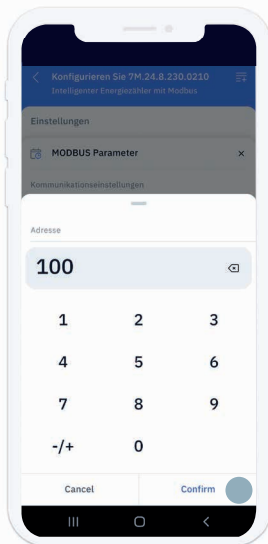 Konfigurieren Sie 7M.24.8.230.0210
Intelligenter Energiezähler mit Modbus
Einstellungen
MODBUS Parameter
Kommunikationseinstellungen
Adresse
100
1 2 3
4 5 6
7 8 9
-/+ 0
Cancel Confirm